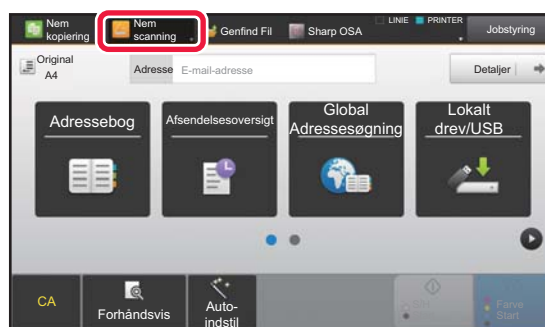 Nem
kopiering
Nem
scanning
Genfind Fil
Sharp OSA
LINIE
PRINTER
Jobstyring
Original
A4
Adresse
E-mail-adresse
Detaljer
Adressebog
Afsendelsesoversigt
Global
Adressesøgning
Lokalt
drev/USB
CA
Forhåndsvis
Auto-
indstil
Farve
Start